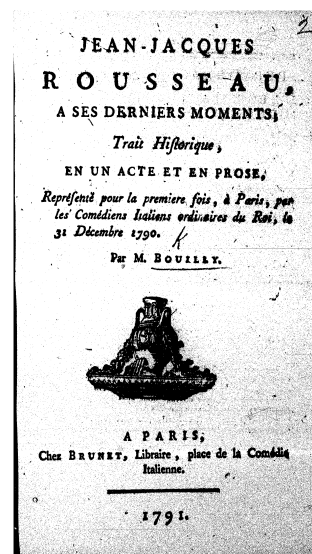 2
JEAN-JACQUES
ROUSSEAU,
A SES DERNIERS MOMENTS;
Trait Historique,
EN UN ACTE ET EN PROSE,
Représenté pour la premiere fois, à Paris, par
les Comédiens Italiens ordinaires du Roi, le
31 Décembre 1790.
Par M. BOUILLY.
A PARIS,
Chez BRUNET, Libraire, place de la Comédie
Italienne.
1791.